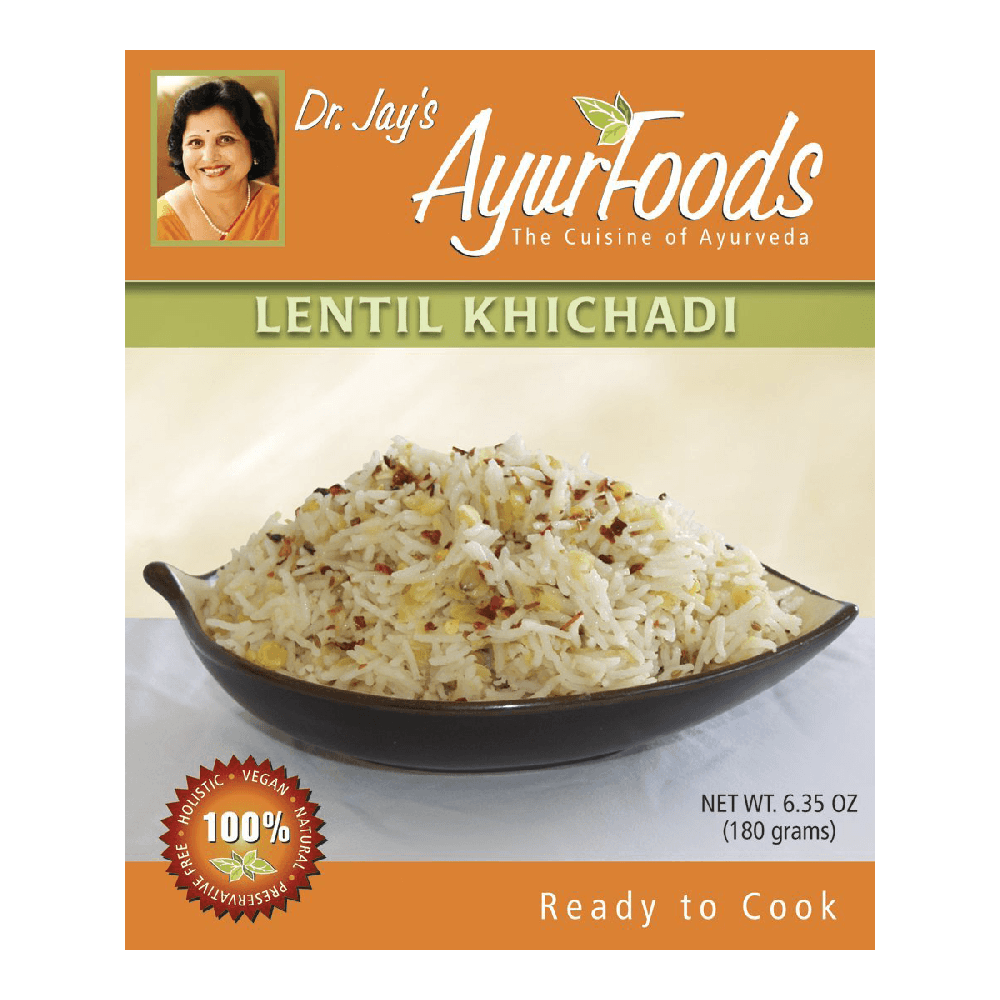 Dr. Jay's
AyurFoods
The Cuisine of Ayurveda
LENTIL KHICHADI
HOLISTIC • VEGAN • NATURAL • PRESERVATIVE FREE •
100%
NET WT. 6.35 OZ
(180 grams)
Ready to Cook